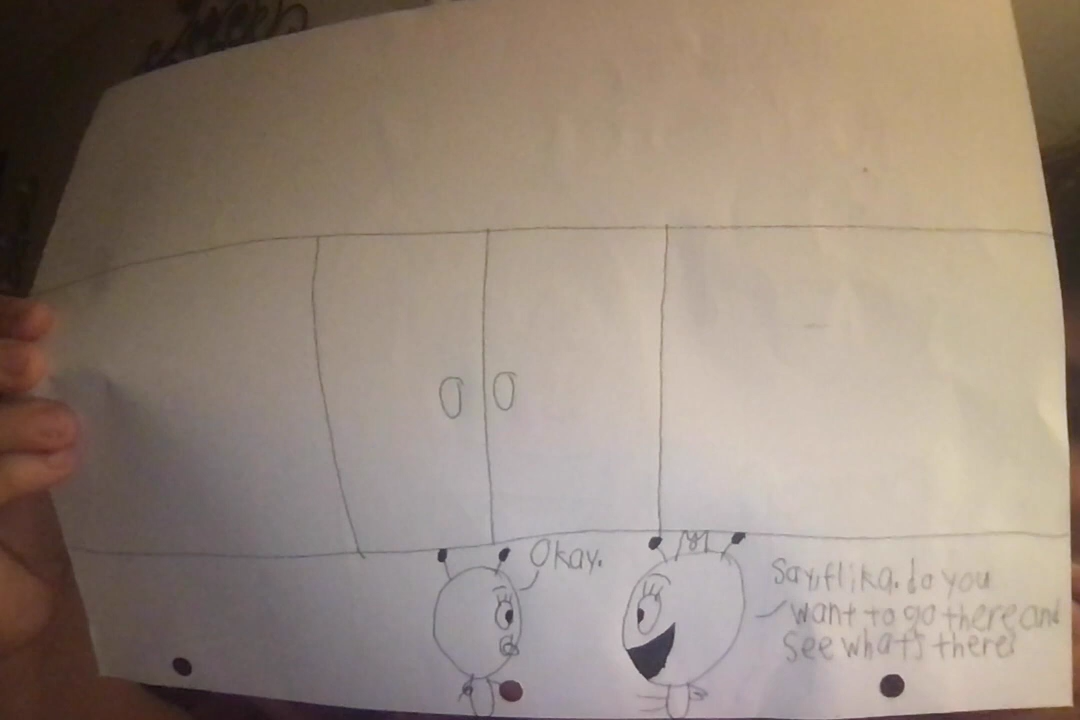 Okay.
Say, flika. do you
want to go there and
see what's there?